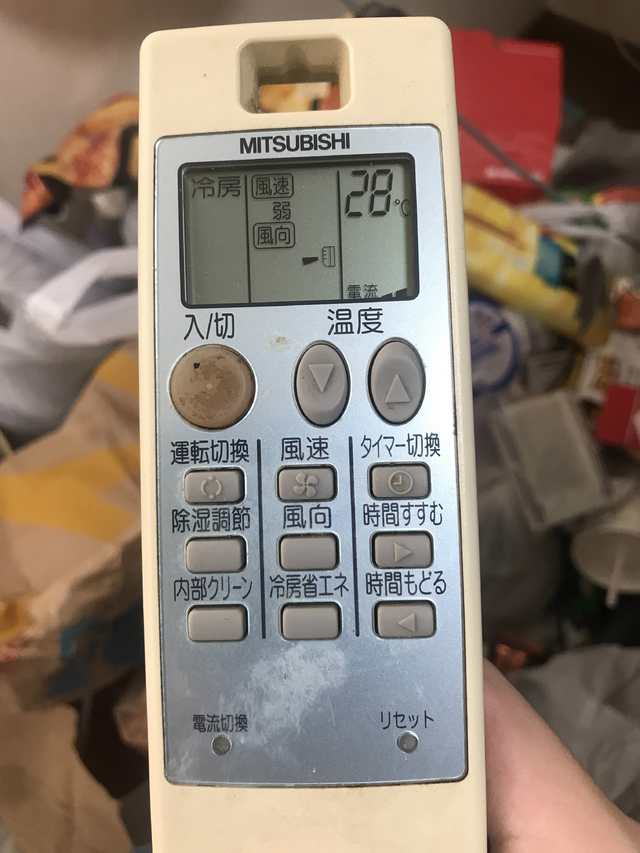 MITSUBISHI
冷房 風速 28℃
弱
風向
電流
入/切 温度
運転切換 風速 タイマー切換
除湿調節 風向 時間すすむ
内部クリーン 冷房省エネ 時間もどる
電流切換 リセット